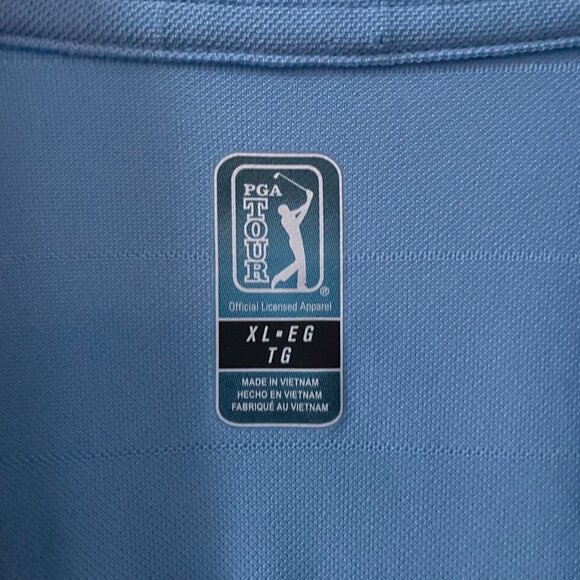 PGA
TOUR
®
Official Licensed Apparel
XL▪EG
TG
MADE IN VIETNAM
HECHO EN VIETNAM
FABRIQUÉ AU VIETNAM